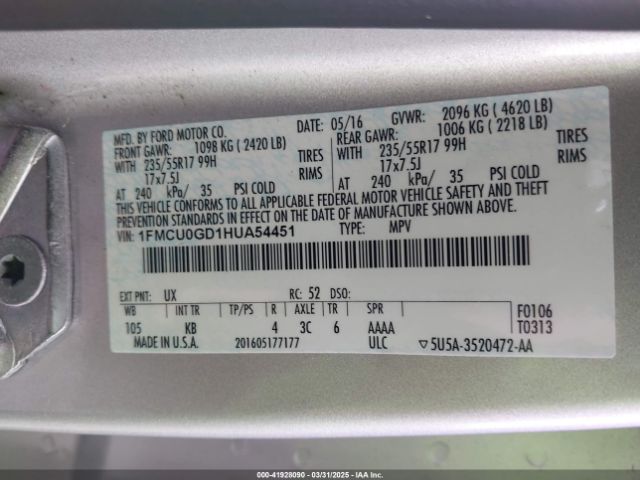 MFD. BY FORD MOTOR CO.
DATE: 05/16 GVWR: 2096 KG ( 4620 LB)
FRONT GAWR: 1098 KG ( 2420 LB)
REAR GAWR: 1006 KG ( 2218 LB)
WITH 235/55R17 99H TIRES
WITH 235/55R17 99H TIRES
17x7.5J RIMS
17x7.5J RIMS
AT 240 kPa/ 35 PSI COLD
AT 240 kPa/ 35 PSI COLD
THIS VEHICLE CONFORMS TO ALL APPLICABLE FEDERAL MOTOR VEHICLE SAFETY AND THEFT
PREVENTION STANDARDS IN EFFECT ON THE DATE OF MANUFACTURE SHOWN ABOVE.
VIN: 1FMCU0GD1HUA54451 TYPE: MPV
EXT PNT: UX RC: 52 DSO:
WB INT TR TP/PS R AXLE TR SPR F0106
105 KB 4 3C 6 AAAA T0313
MADE IN U.S.A. 201605177177 ULC ▽5U5A-3520472-AA
000-41928090 - 03/31/2025 - IAAI.COM